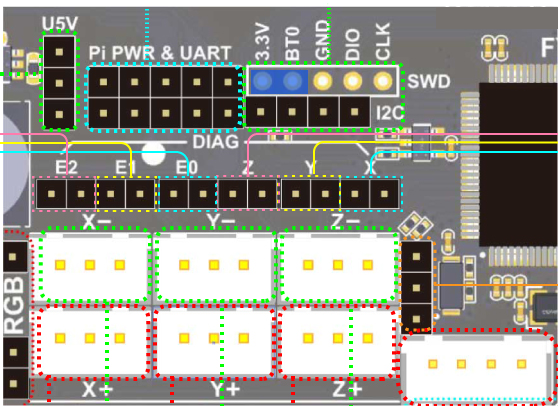 U5V
Pi PWR & UART
3.3V
BT0
GND
DIO
CLK
SWD
I2C
DIAG
E2 E1 E0 Z Y X
X− Y− Z−
RGB
X+ Y+ Z+